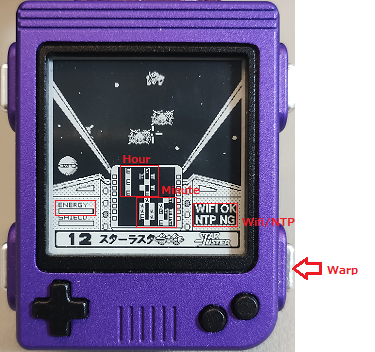 Hour
Minute
ENERGY
SHIELD
WIFI OK
NTP NG
Wifi/NTP
12 スターラスター
Warp